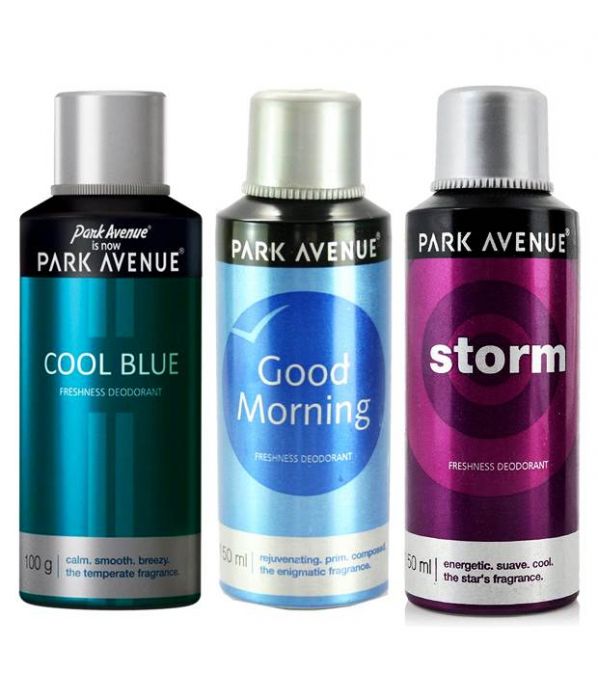 Park Avenue®
is now
PARK AVENUE®
COOL BLUE
FRESHNESS DEODORANT
100 g
calm. smooth. breezy.
the temperate fragrance.
PARK AVENUE®
Good
Morning
FRESHNESS DEODORANT
50 ml
rejuvenating. prim. composed.
the enigmatic fragrance.
PARK AVENUE®
storm
FRESHNESS DEODORANT
50 ml
energetic. suave. cool.
the star's fragrance.